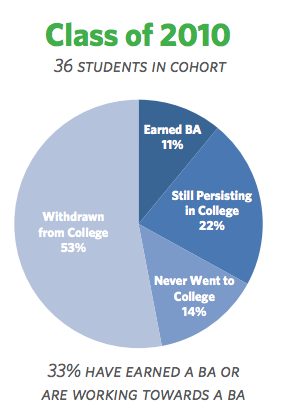 Class of 2010
36 STUDENTS IN COHORT
Earned BA
11%
Still Persisting
in College
22%
Withdrawn
from College
53%
Never Went to
College
14%
33% HAVE EARNED A BA OR
ARE WORKING TOWARDS A BA